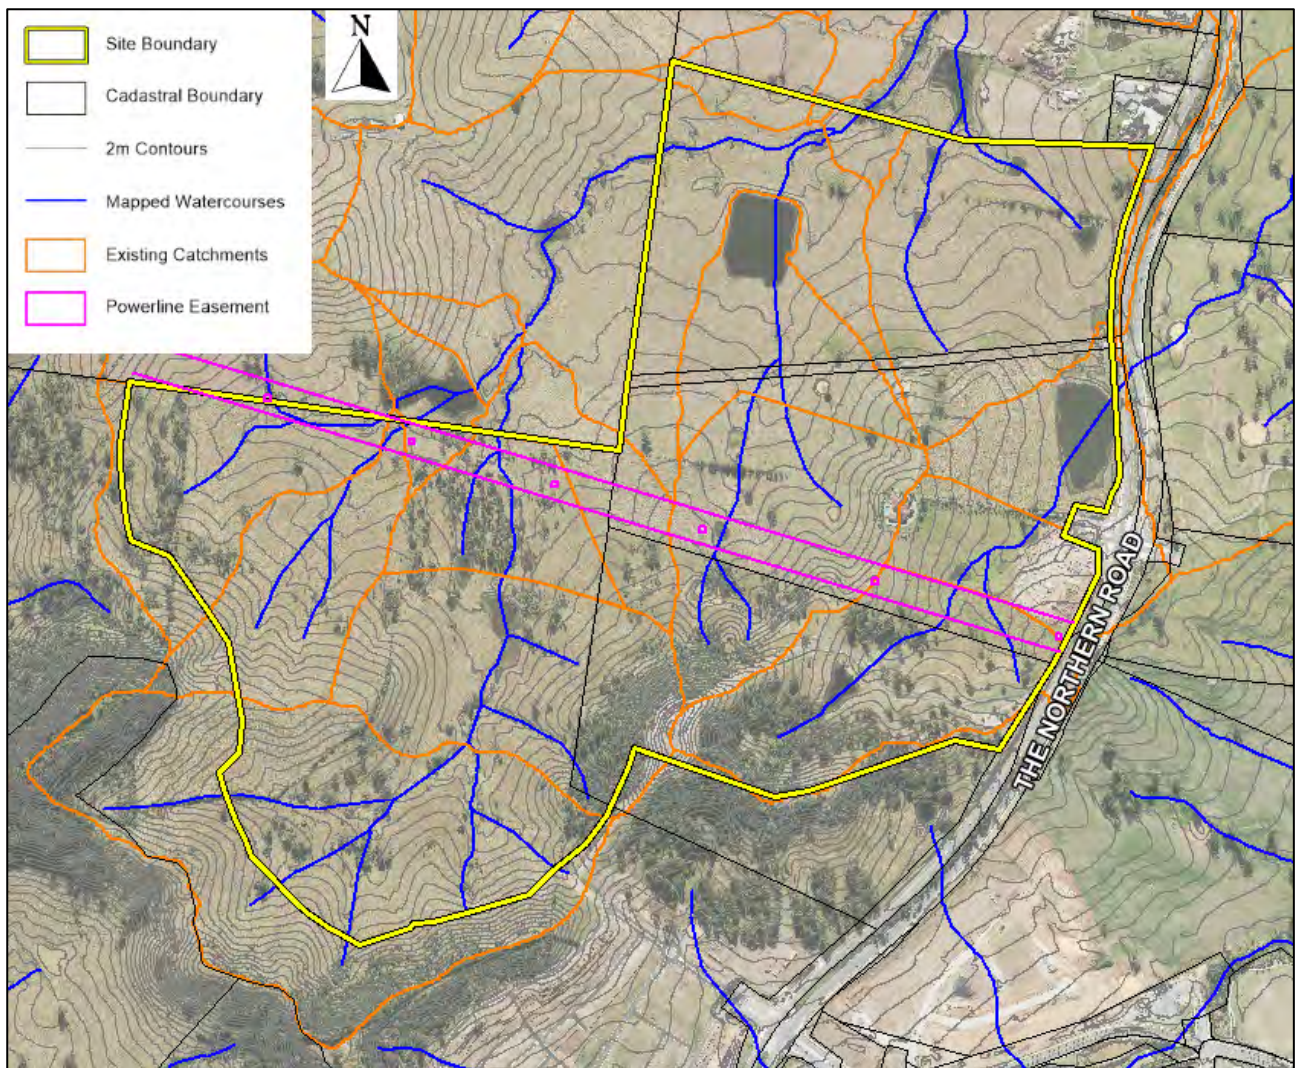 Site Boundary
N
Cadastral Boundary
2m Contours
Mapped Watercourses
Existing Catchments
Powerline Easement
THE NORTHERN ROAD